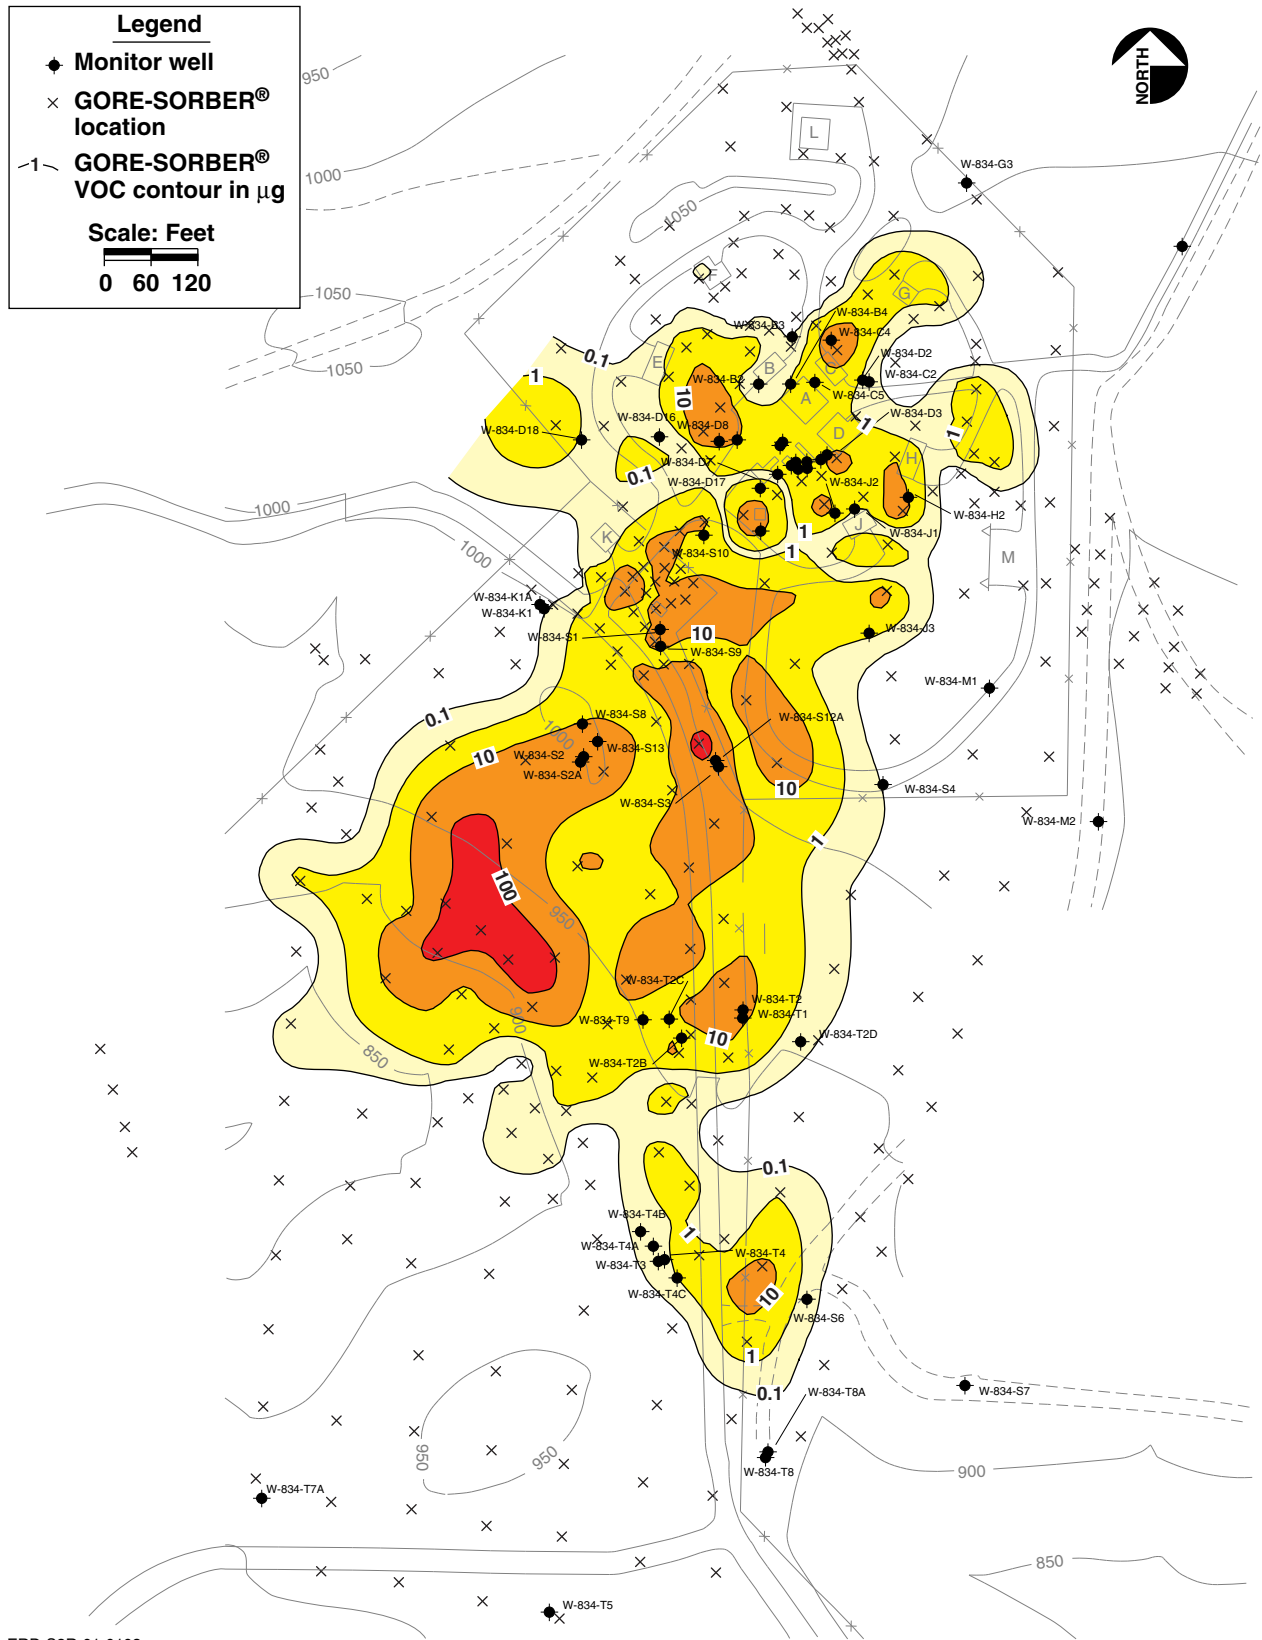 Legend
Monitor well
GORE-SORBER®
location
1
GORE-SORBER®
VOC contour in μg
Scale: Feet
0 60 120
NORTH
950
1000
1050
1050
1050
L
W-834-G3
F
G
W-834-B3
W-834-B4
W-834-C4
0.1
E
B
C
W-834-D2
W-834-C2
1
W-834-B2
10
A
W-834-C5
W-834-D16
W-834-D8
W-834-D3
1
1
W-834-D18
D
W-834-D7
H
0.1
W-834-D17
W-834-J2
1000
K
1
J
W-834-H2
W-834-J1
1000
W-834-S10
1
M
W-834-K1A
W-834-K1
W-834-S1
10
W-834-J3
W-834-S9
W-834-M1
0.1
W-834-S8
W-834-S12A
1000
W-834-S13
10
W-834-S2
W-834-S2A
W-834-S3
10
W-834-S4
W-834-M2
1
100
950
W-834-T2C
W-834-T2
W-834-T1
900
W-834-T9
10
W-834-T2D
850
W-834-T2B
0.1
W-834-T4B
1
W-834-T4A
W-834-T4
W-834-T3
W-834-T4C
10
W-834-S6
1
0.1
W-834-T8A
W-834-S7
950
950
W-834-T8
900
W-834-T7A
850
W-834-T5